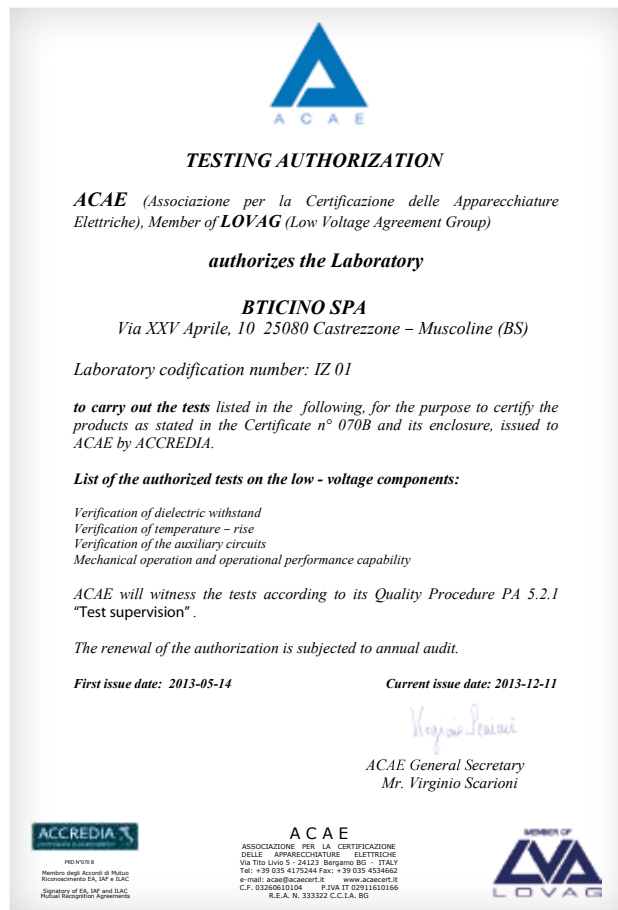 A C A E
TESTING AUTHORIZATION
ACAE (Associazione per la Certificazione delle Apparecchiature
Elettriche), Member of LOVAG (Low Voltage Agreement Group)
authorizes the Laboratory
BTICINO SPA
Via XXV Aprile, 10 25080 Castrezzone – Muscoline (BS)
Laboratory codification number: IZ 01
to carry out the tests listed in the following, for the purpose to certify the
products as stated in the Certificate n° 070B and its enclosure, issued to
ACAE by ACCREDIA.
List of the authorized tests on the low - voltage components:
Verification of dielectric withstand
Verification of temperature – rise
Verification of the auxiliary circuits
Mechanical operation and operational performance capability
ACAE will witness the tests according to its Quality Procedure PA 5.2.1
“Test supervision” .
The renewal of the authorization is subjected to annual audit.
First issue date: 2013-05-14 Current issue date: 2013-12-11
ACAE General Secretary
Mr. Virginio Scarioni
ACCREDIA
PRD N°070 B
Membro degli Accordi di Mutuo
Riconoscimento EA, IAF e ILAC
Signatory of EA, IAF and ILAC
Mutual Recognition Agreements
A C A E
ASSOCIAZIONE PER LA CERTIFICAZIONE
DELLE APPARECCHIATURE ELETTRICHE
Via Tito Livio 5 - 24123 Bergamo BG - ITALY
Tel: +39 035 4175244 Fax: +39 035 4534662
e-mail: acae@acaecert.it www.acaecert.it
C.F. 03260610104 P.IVA IT 02911610166
R.E.A. N. 333322 C.C.I.A. BG
MEMBER OF
LVA
LOVAG